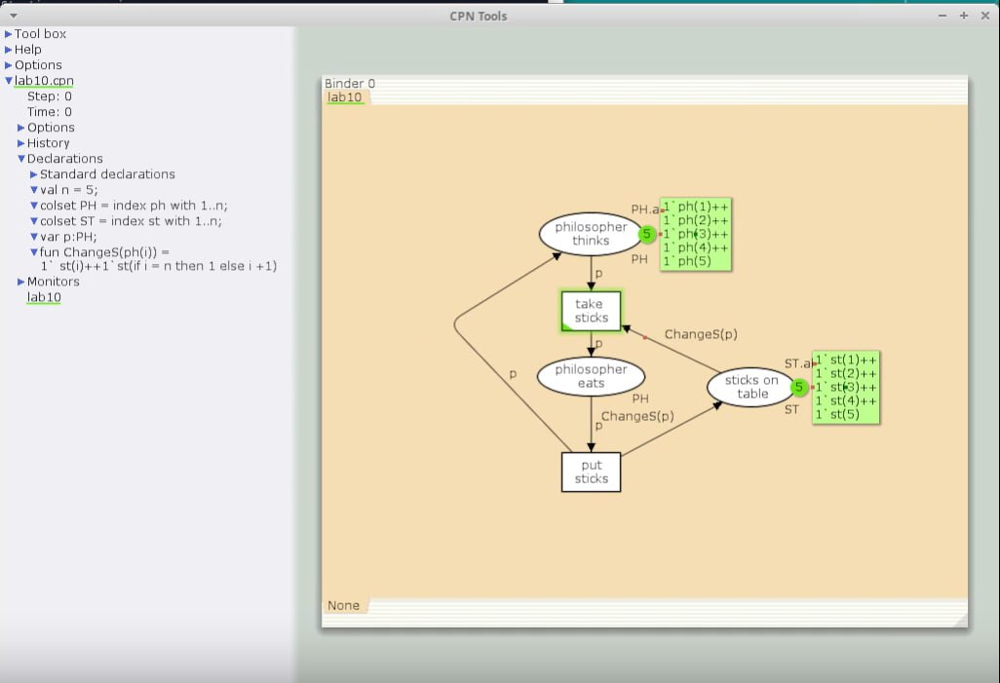 CPN Tools
Tool box
Help
Options
lab10.cpn
Step: 0
Time: 0
Options
History
Declarations
Standard declarations
val n = 5;
colset PH = index ph with 1..n;
colset ST = index st with 1..n;
var p:PH;
fun ChangeS(ph(i)) =
1` st(i)++1`st(if i = n then 1 else i +1)
Monitors
lab10
Binder 0
lab10
philosopher
thinks
PH.a
5
1`ph(1)++
1`ph(2)++
1`ph(3)++
1`ph(4)++
1`ph(5)
PH
p
take
sticks
ChangeS(p)
p
philosopher
eats
PH
p
ChangeS(p)
p
sticks on
table
ST.a
5
1`st(1)++
1`st(2)++
1`st(3)++
1`st(4)++
1`st(5)
ST
put
sticks
None